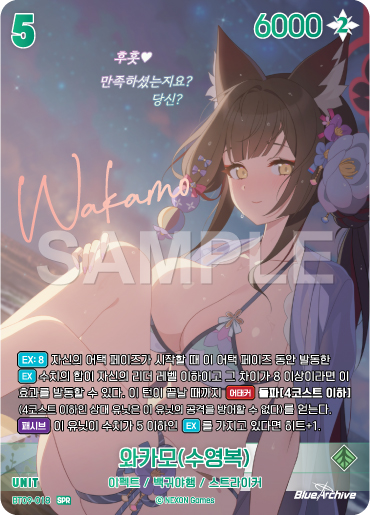 5
6000 2
후훗♥
만족하셨는지요?
당신?
Wakamo
SAMPLE
EX: 8 자신의 어택 페이즈가 시작할 때 이 어택 페이즈 동안 발동한
EX 수치의 합이 자신의 리더 레벨 이하이고 그 차이가 8 이상이라면 이
효과를 발동할 수 있다. 이 턴이 끝날 때까지 어태커 돌파[4코스트 이하]
(4코스트 이하인 상대 유닛은 이 유닛의 공격을 방어할 수 없다)를 얻는다.
패시브 이 유닛이 수치가 5 이하인 EX 를 가지고 있다면 히트+1.
와카모(수영복)
UNIT
이펙트 / 백귀야행 / 스트라이커
BT09-018 SPR
© NEXON Games
BlueArchive